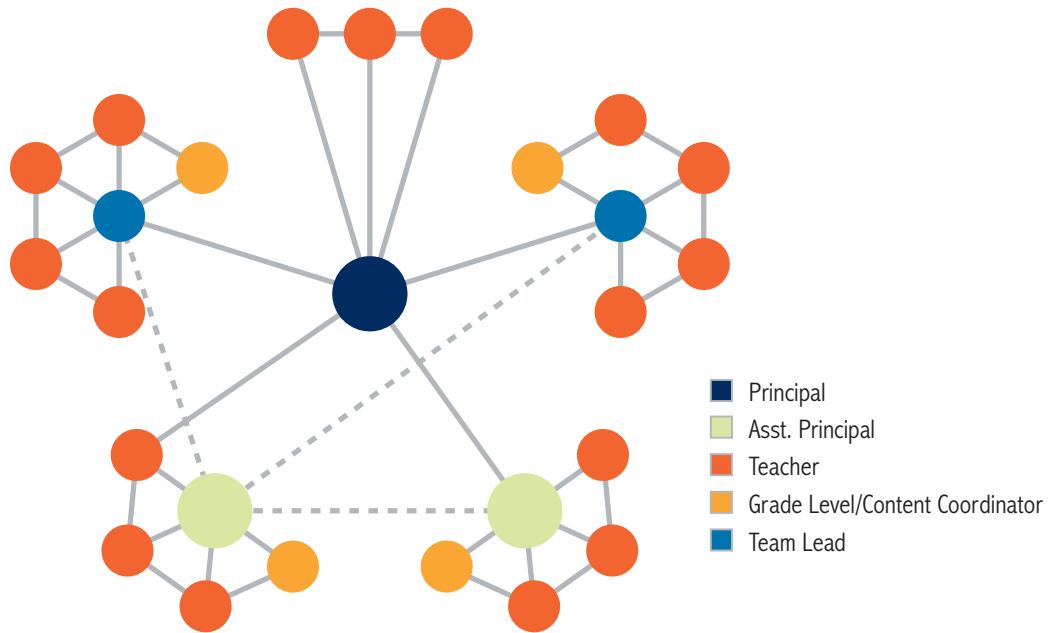 Principal
Asst. Principal
Teacher
Grade Level/Content Coordinator
Team Lead